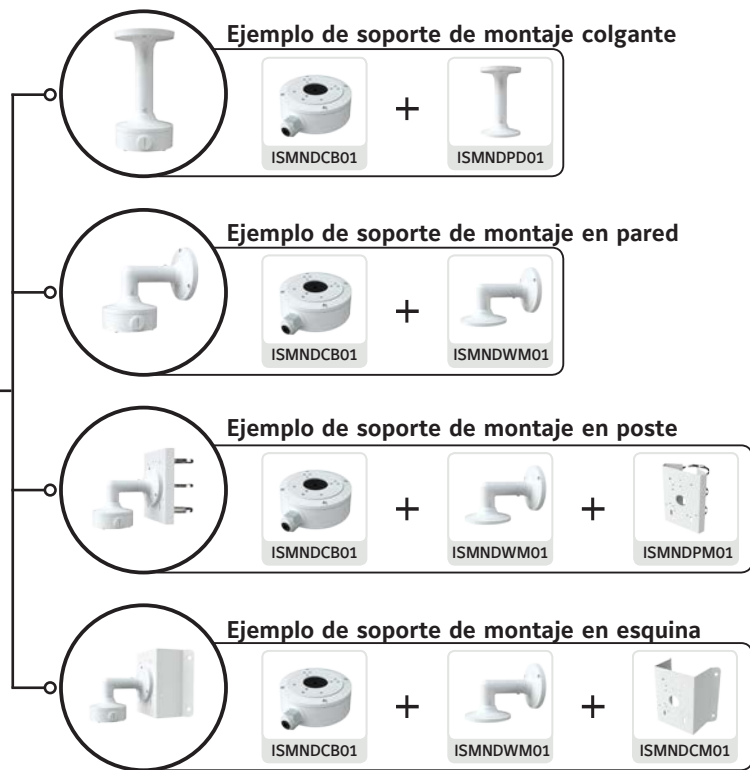 Ejemplo de soporte de montaje colgante
ISMNDCB01
ISMNDPD01
Ejemplo de soporte de montaje en pared
ISMNDCB01
ISMNDWM01
Ejemplo de soporte de montaje en poste
ISMNDCB01
ISMNDWM01
ISMNDPM01
Ejemplo de soporte de montaje en esquina
ISMNDCB01
ISMNDWM01
ISMNDCM01